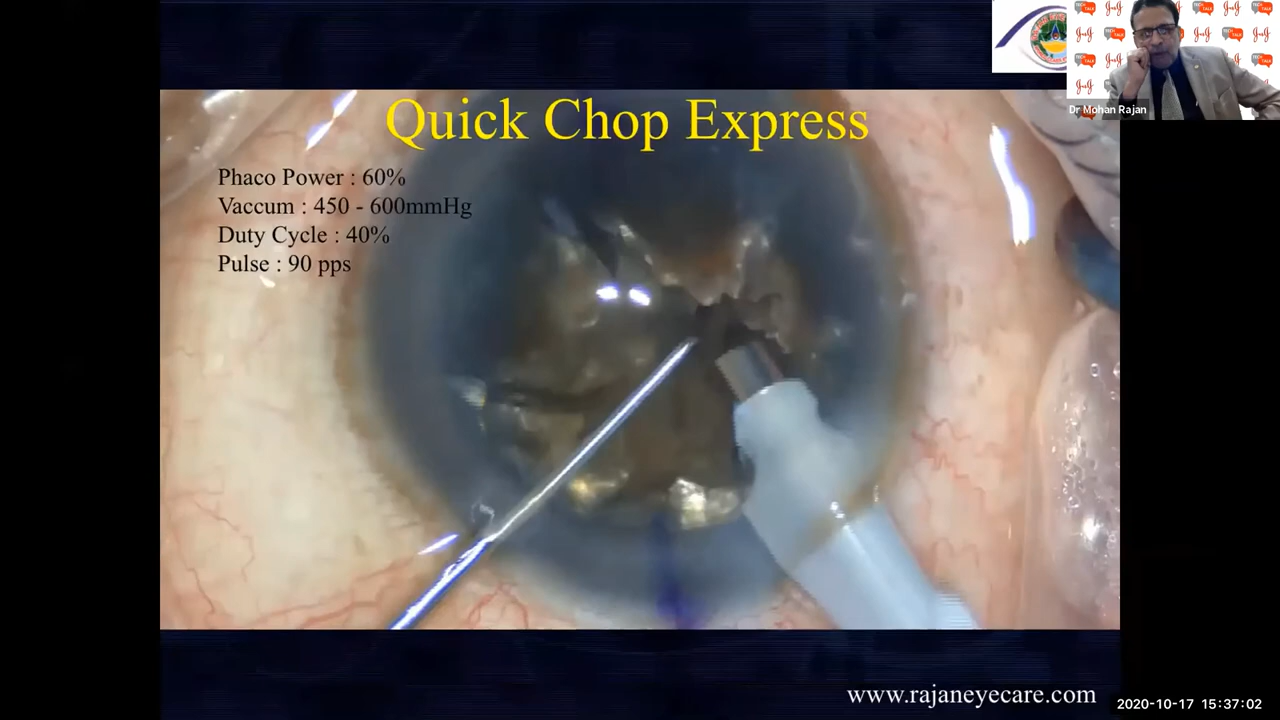 Quick Chop Express
Phaco Power : 60%
Vaccum : 450 - 600mmHg
Duty Cycle : 40%
Pulse : 90 pps
Dr Mohan Rajan
www.rajaneyecare.com
2020-10-17 15:37:02